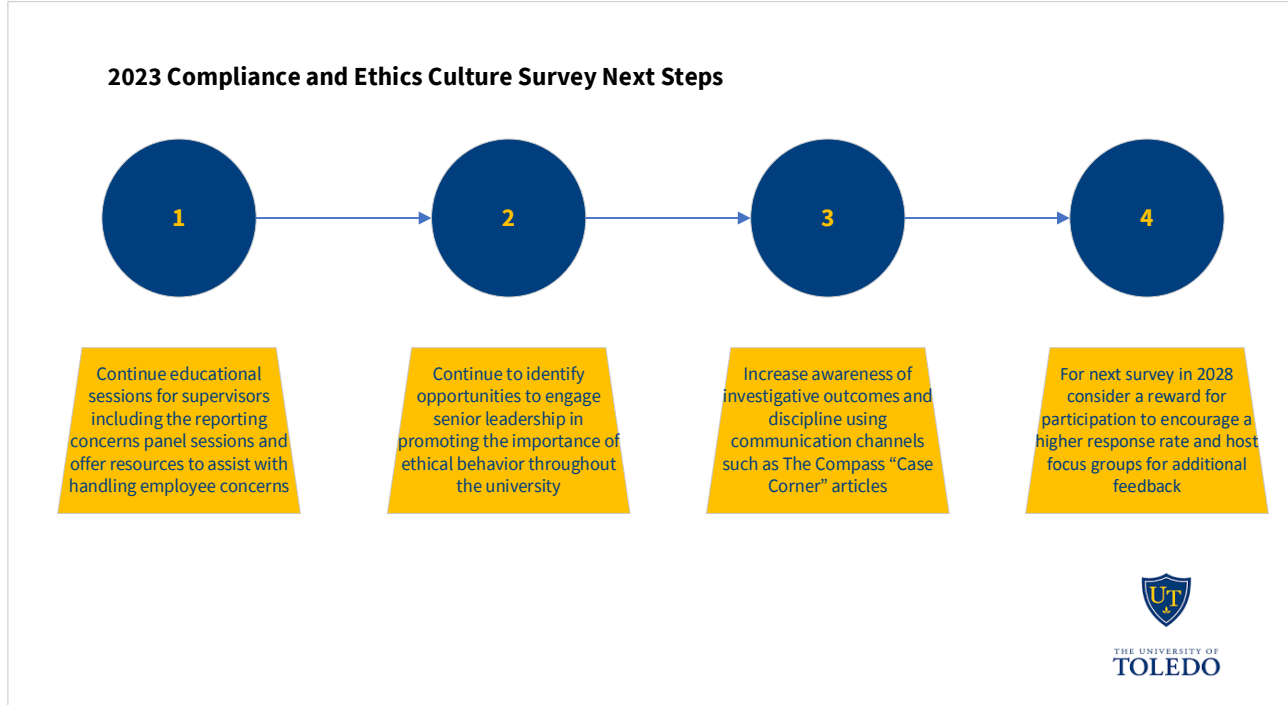 2023 Compliance and Ethics Culture Survey Next Steps
1
2
3
4
Continue educational
sessions for supervisors
including the reporting
concerns panel sessions and
offer resources to assist with
handling employee concerns
Continue to identify
opportunities to engage
senior leadership in
promoting the importance of
ethical behavior throughout
the university
Increase awareness of
investigative outcomes and
discipline using
communication channels
such as The Compass “Case
Corner” articles
For next survey in 2028
consider a reward for
participation to encourage a
higher response rate and host
focus groups for additional
feedback
UT
THE UNIVERSITY OF
TOLEDO